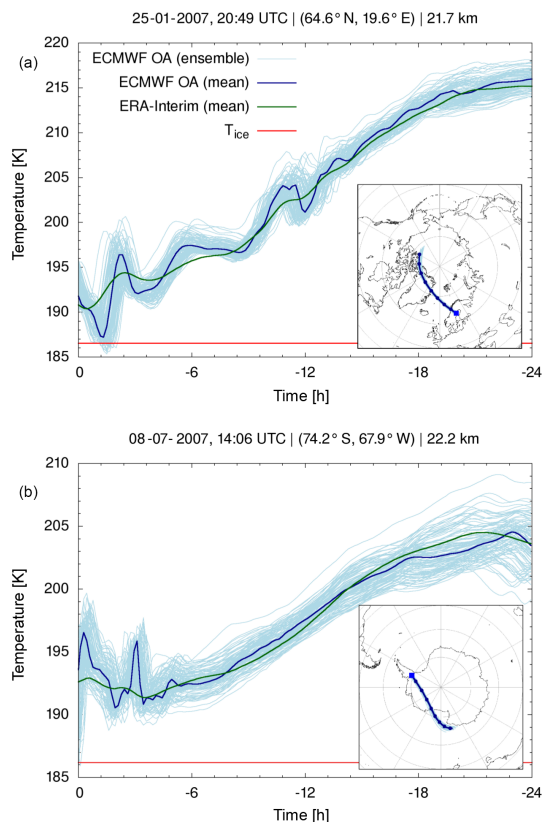 25-01-2007, 20:49 UTC | (64.6° N, 19.6° E) | 21.7 km
(a)
ECMWF OA (ensemble)
ECMWF OA (mean)
ERA-Interim (mean)
Tice
Temperature [K]
220
215
210
205
200
195
190
185
0 -6 -12 -18 -24
Time [h]
08-07-2007, 14:06 UTC | (74.2° S, 67.9° W) | 22.2 km
(b)
Temperature [K]
210
205
200
195
190
185
0 -6 -12 -18 -24
Time [h]